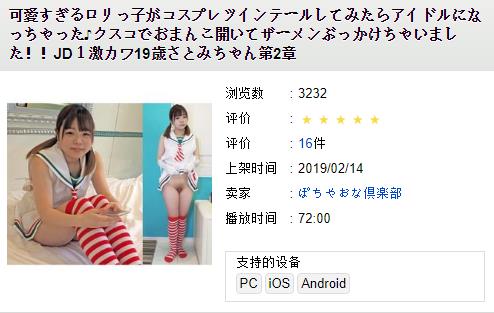 可愛すぎるロリっ子がコスプレツインテールしてみたらアイドルにな
っちゃった♪クスコでおまんこ開いてザーメンぶっかけちゃいまし
た!！JD１激カワ19歳さとみちゃん第2章
浏览数 : 3232
评价 : ★★★★★
评价 : 16件
上架时间 : 2019/02/14
卖家 : ぽちゃおな倶楽部
播放时间 : 72:00
支持的设备
PC iOS Android